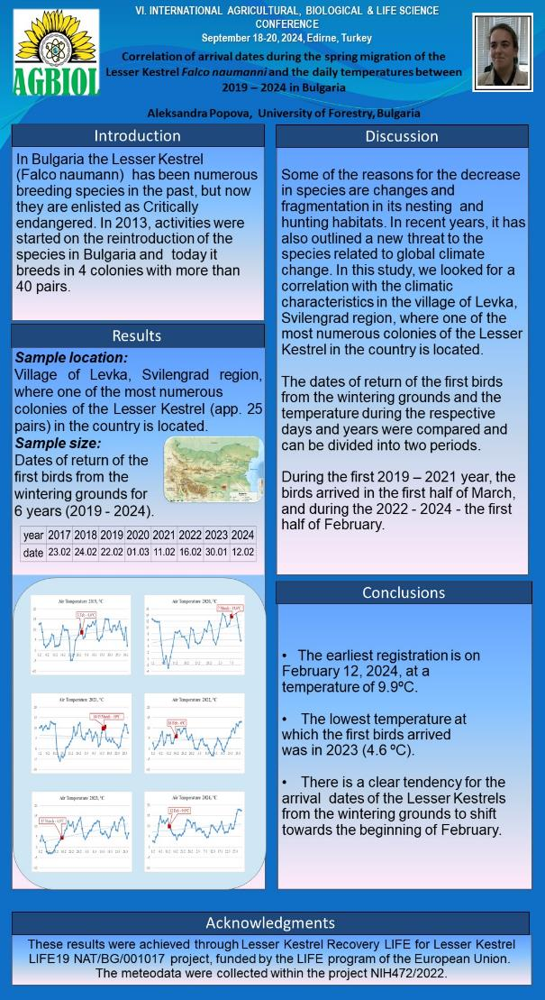 VI. INTERNATIONAL AGRICULTURAL, BIOLOGICAL & LIFE SCIENCE
CONFERENCE
September 18-20, 2024, Edirne, Turkey
AGBIOL
Correlation of arrival dates during the spring migration of the
Lesser Kestrel Falco naumanni and the daily temperatures between
2019 – 2024 in Bulgaria
Aleksandra Popova, University of Forestry, Bulgaria
Introduction
In Bulgaria the Lesser Kestrel
(Falco naumann) has been numerous
breeding species in the past, but now
they are enlisted as Critically
endangered. In 2013, activities were
started on the reintroduction of the
species in Bulgaria and today it
breeds in 4 colonies with more than
40 pairs.
Results
Sample location:
Village of Levka, Svilengrad region,
where one of the most numerous
colonies of the Lesser Kestrel (app. 25
pairs) in the country is located.
Sample size:
Dates of return of the
first birds from the
wintering grounds for
6 years (2019 - 2024).
year 2017 2018 2019 2020 2021 2022 2023 2024
date 23.02 24.02 22.02 01.03 11.02 16.02 30.01 12.02
Air Temperature 2019, °C
Air Temperature 2020, °C
Air Temperature 2021, °C
Air Temperature 2022, °C
Air Temperature 2023, °C
Air Temperature 2024, °C
Discussion
Some of the reasons for the decrease
in species are changes and
fragmentation in its nesting and
hunting habitats. In recent years, it has
also outlined a new threat to the
species related to global climate
change. In this study, we looked for a
correlation with the climatic
characteristics in the village of Levka,
Svilengrad region, where one of the
most numerous colonies of the Lesser
Kestrel in the country is located.
The dates of return of the first birds
from the wintering grounds and the
temperature during the respective
days and years were compared and
can be divided into two periods.
During the first 2019 – 2021 year, the
birds arrived in the first half of March,
and during the 2022 - 2024 - the first
half of February.
Conclusions
• The earliest registration is on
February 12, 2024, at a
temperature of 9.9ºC.
• The lowest temperature at
which the first birds arrived
was in 2023 (4.6 ºC).
• There is a clear tendency for the
arrival dates of the Lesser Kestrels
from the wintering grounds to shift
towards the beginning of February.
Acknowledgments
These results were achieved through Lesser Kestrel Recovery LIFE for Lesser Kestrel
LIFE19 NAT/BG/001017 project, funded by the LIFE program of the European Union.
The meteodata were collected within the project NIH472/2022.